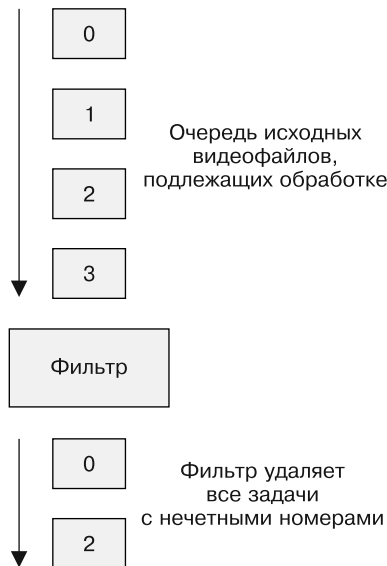 0
1
Очередь исходных
видеофайлов,
подлежащих обработке
2
3
Фильтр
0
Фильтр удаляет
все задачи
с нечетными номерами
2